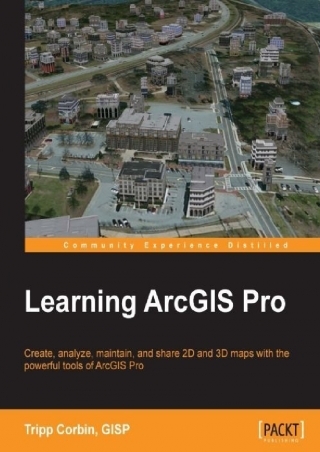 Community Experience Distilled
Learning ArcGIS Pro
Create, analyze, maintain, and share 2D and 3D maps with the
powerful tools of ArcGIS Pro
Tripp Corbin, GISP
[PACKT]
PUBLISHING